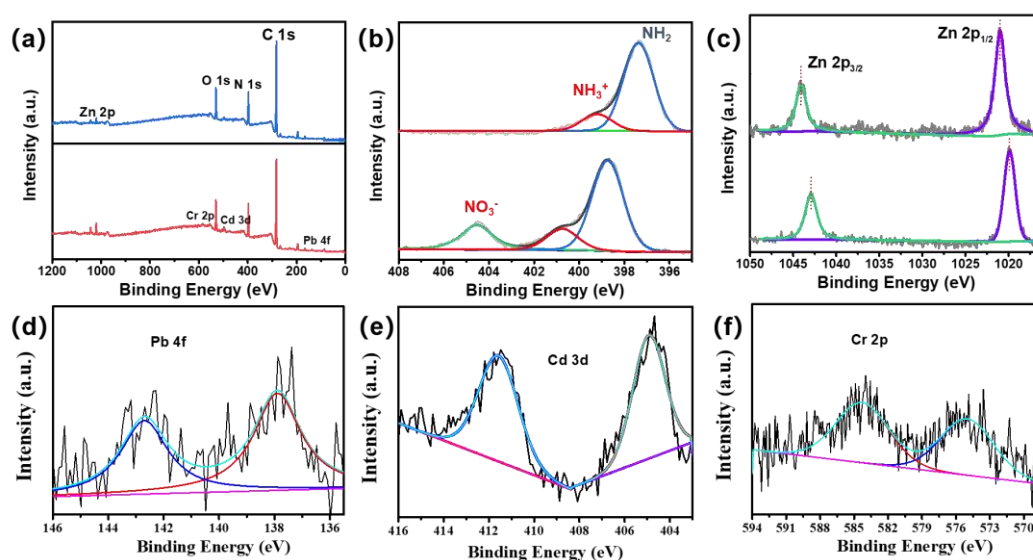 (a)
C 1s
O 1s
N 1s
Zn 2p
Cr 2p
Cd 3d
Pb 4f
Intensity (a.u.)
Intensity (a.u.)
1200 1000 800 600 400 200 0
Binding Energy (eV)
(b)
NH₂
NH₃⁺
NO₃⁻
Intensity (a.u.)
408 406 404 402 400 398 396
Binding Energy (eV)
(c)
Zn 2p₁/₂
Zn 2p₃/₂
Intensity (a.u.)
1050 1045 1040 1035 1030 1025 1020
Binding Energy (eV)
(d)
Pb 4f
Intensity (a.u.)
146 144 142 140 138 136
Binding Energy (eV)
(e)
Cd 3d
Intensity (a.u.)
416 414 412 410 408 406 404
Binding Energy (eV)
(f)
Cr 2p
Intensity (a.u.)
594 591 588 585 582 579 576 573 570
Binding Energy (eV)